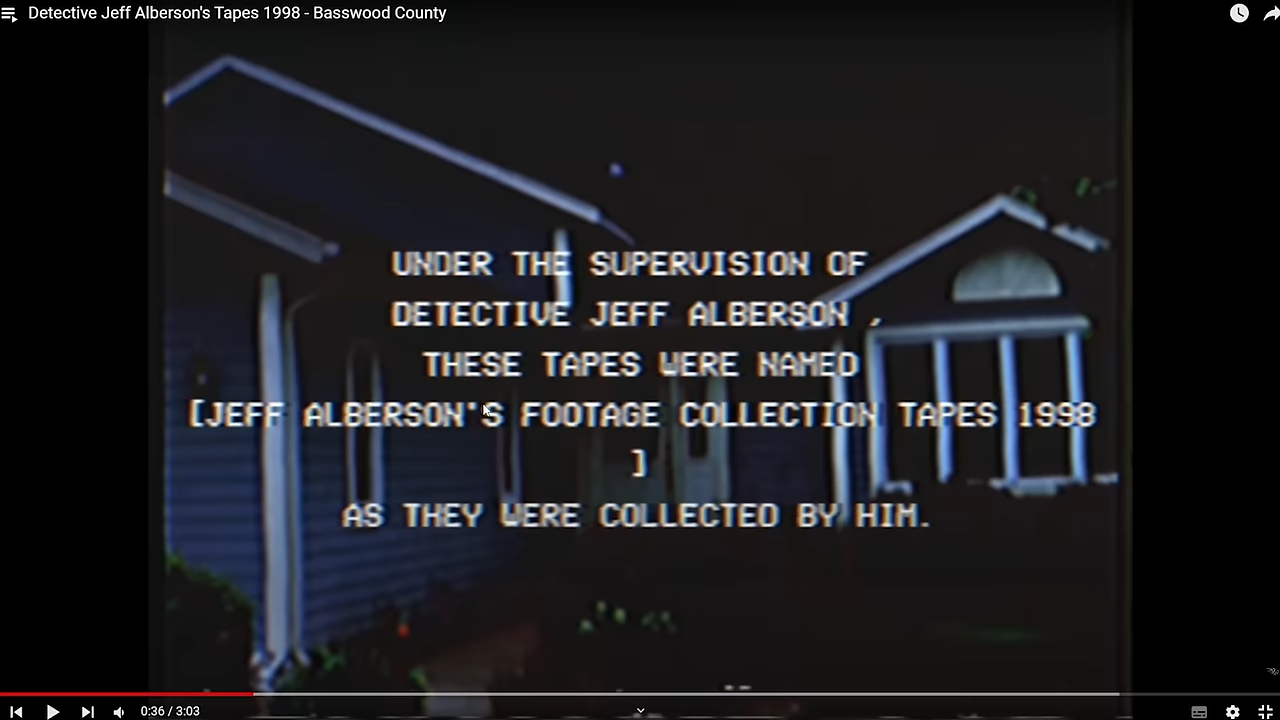 Detective Jeff Alberson's Tapes 1998 - Basswood County
UNDER THE SUPERVISION OF
DETECTIVE JEFF ALBERSON ,
THESE TAPES WERE NAMED
[JEFF ALBERSON'S FOOTAGE COLLECTION TAPES 1998
]
AS THEY WERE COLLECTED BY HIM.
0:36 / 3:03